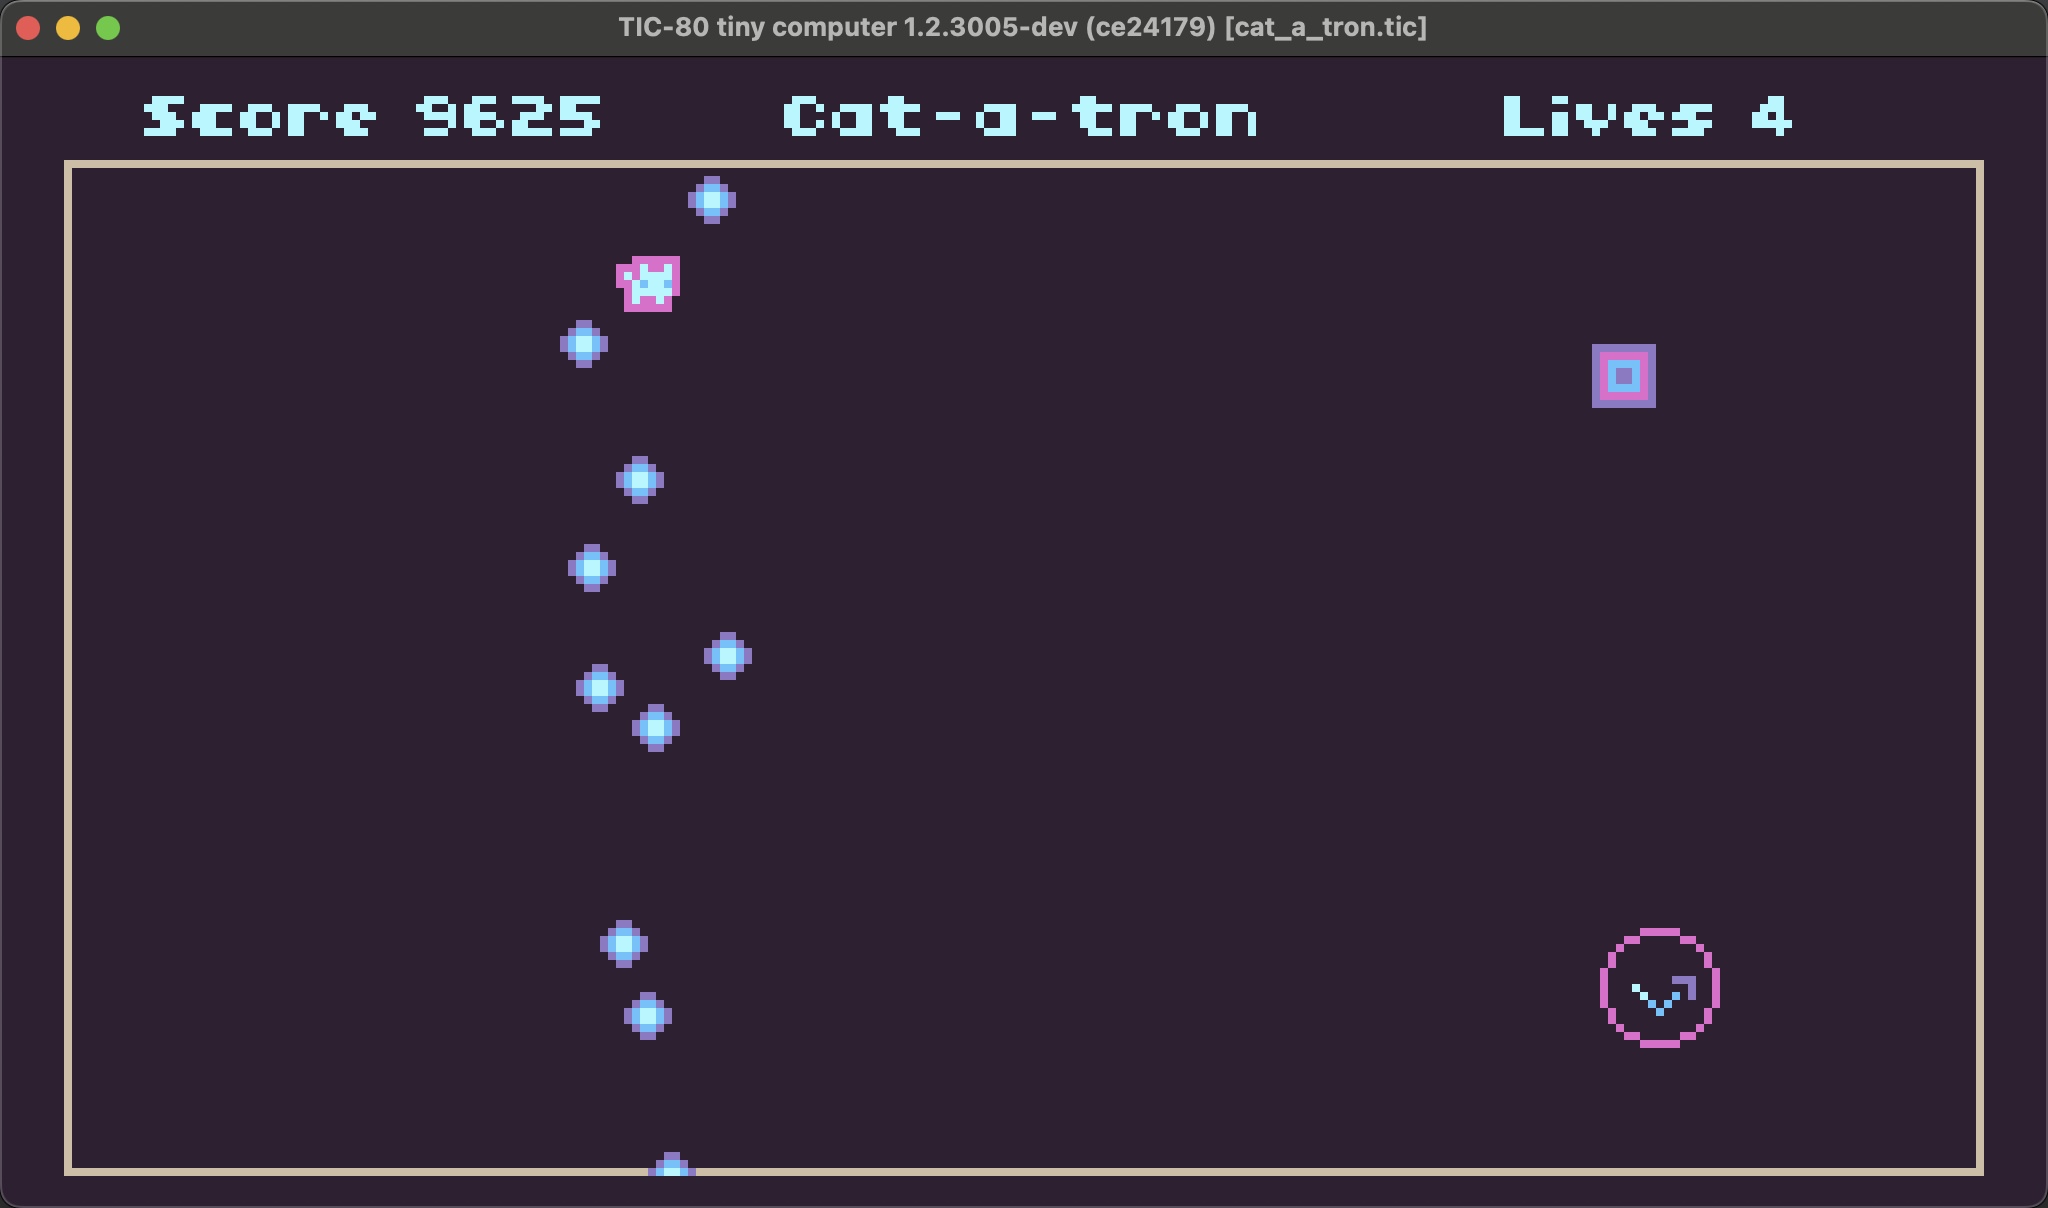 TIC-80 tiny computer 1.2.3005-dev (ce24179) [cat_a_tron.tic]
Score 9625 Cat-a-tron Lives 4